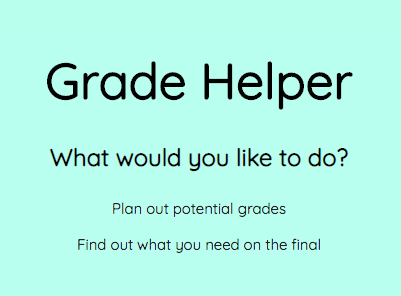 Grade Helper
What would you like to do?
Plan out potential grades
Find out what you need on the final